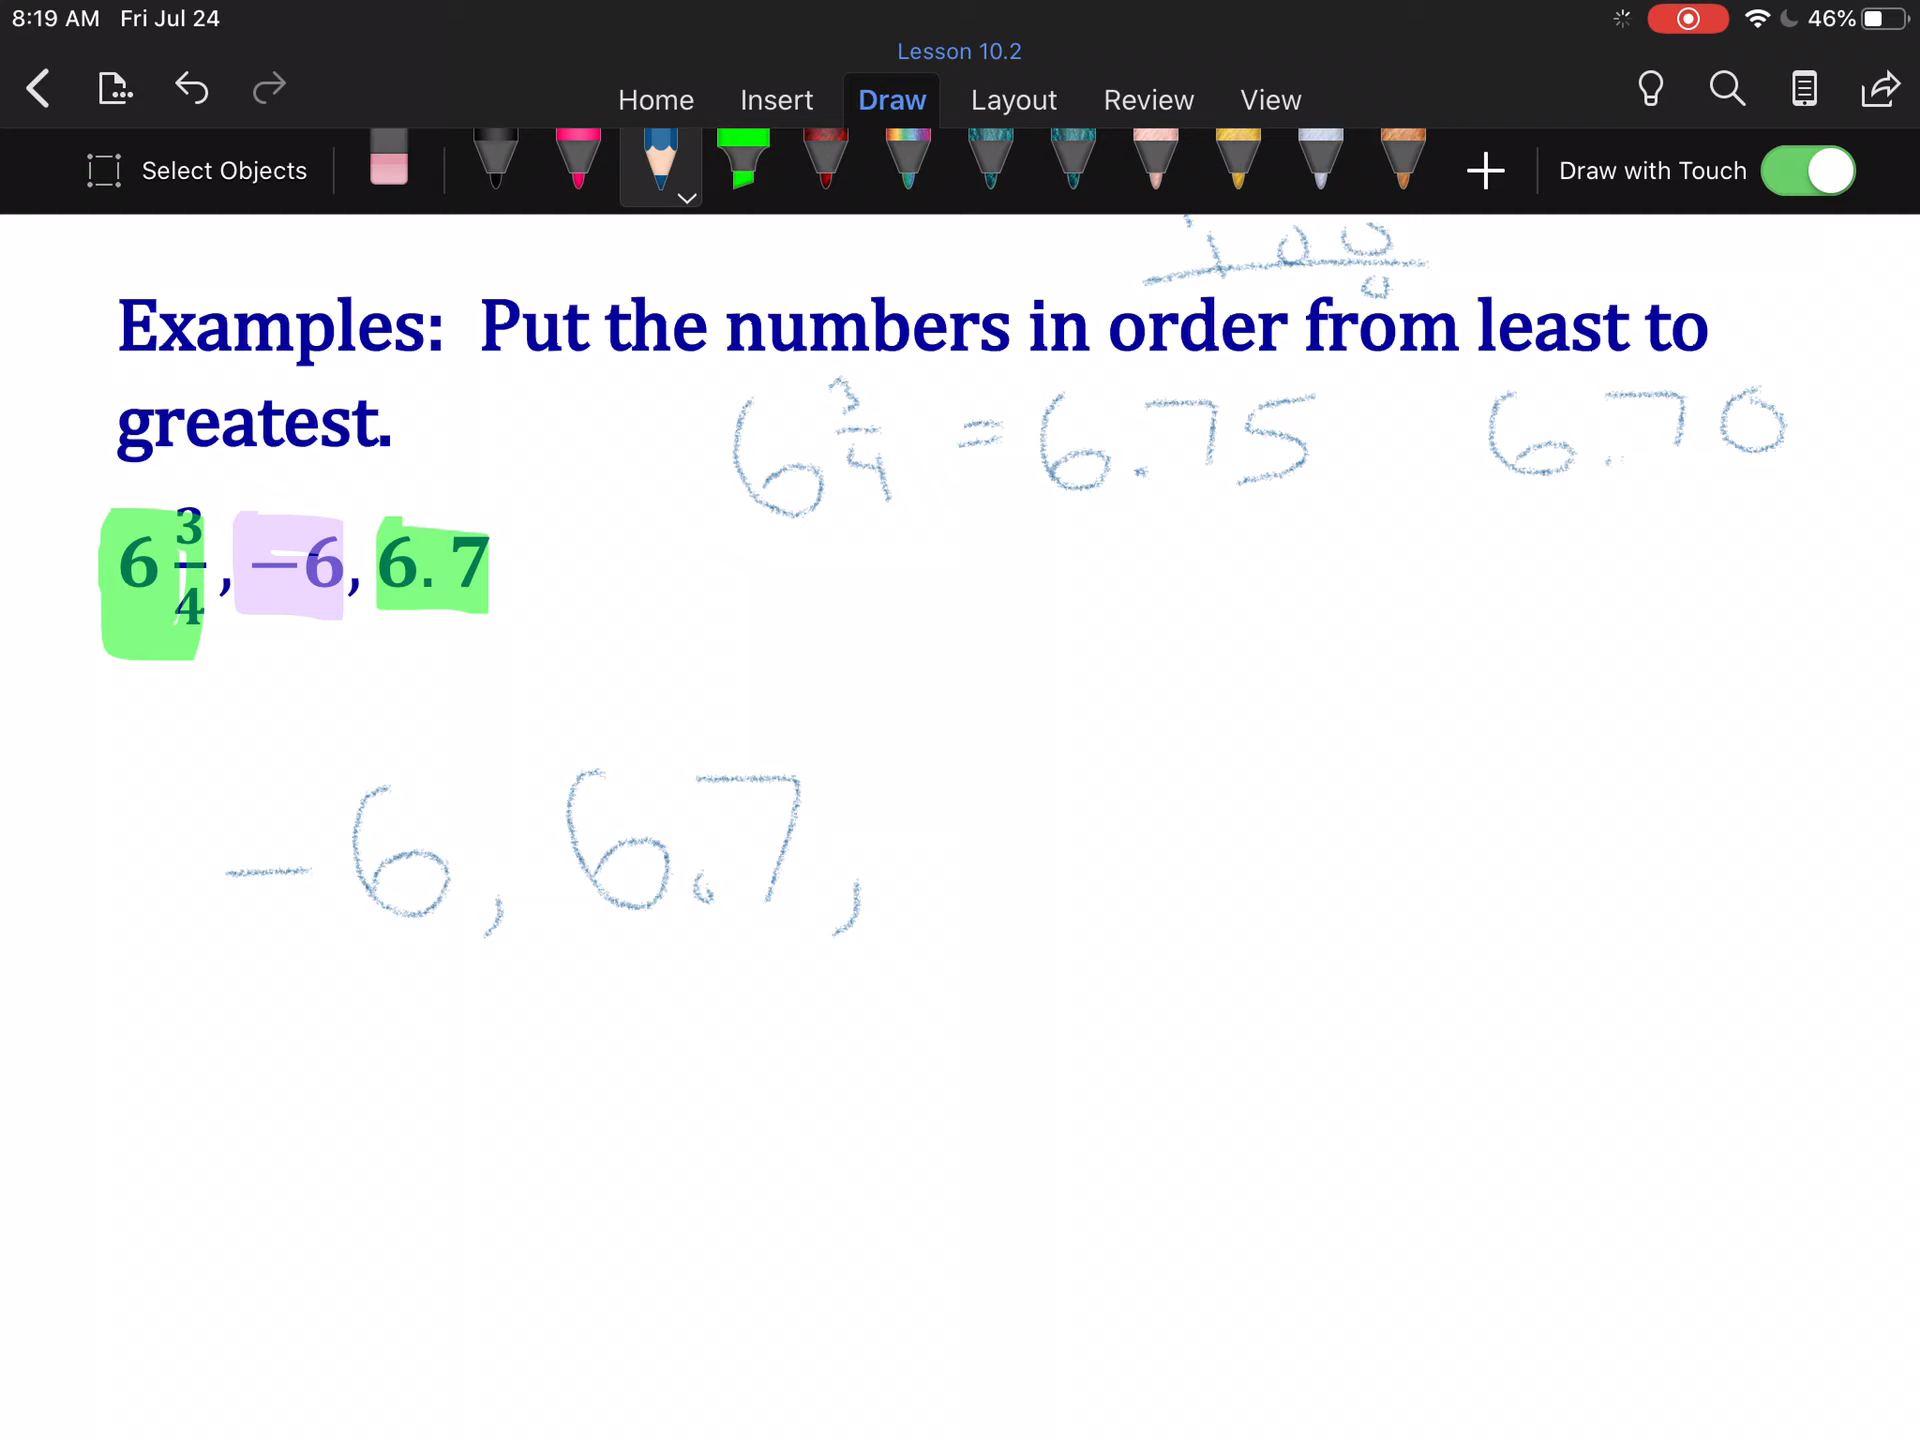 8:19 AM Fri Jul 24 46%
Lesson 10.2
Home Insert Draw Layout Review View
Select Objects Draw with Touch
100
0
Examples: Put the numbers in order from least to
greatest.
6 3/4 = 6.75 6.70
6 3/4, −6, 6.7
−6, 6.7,